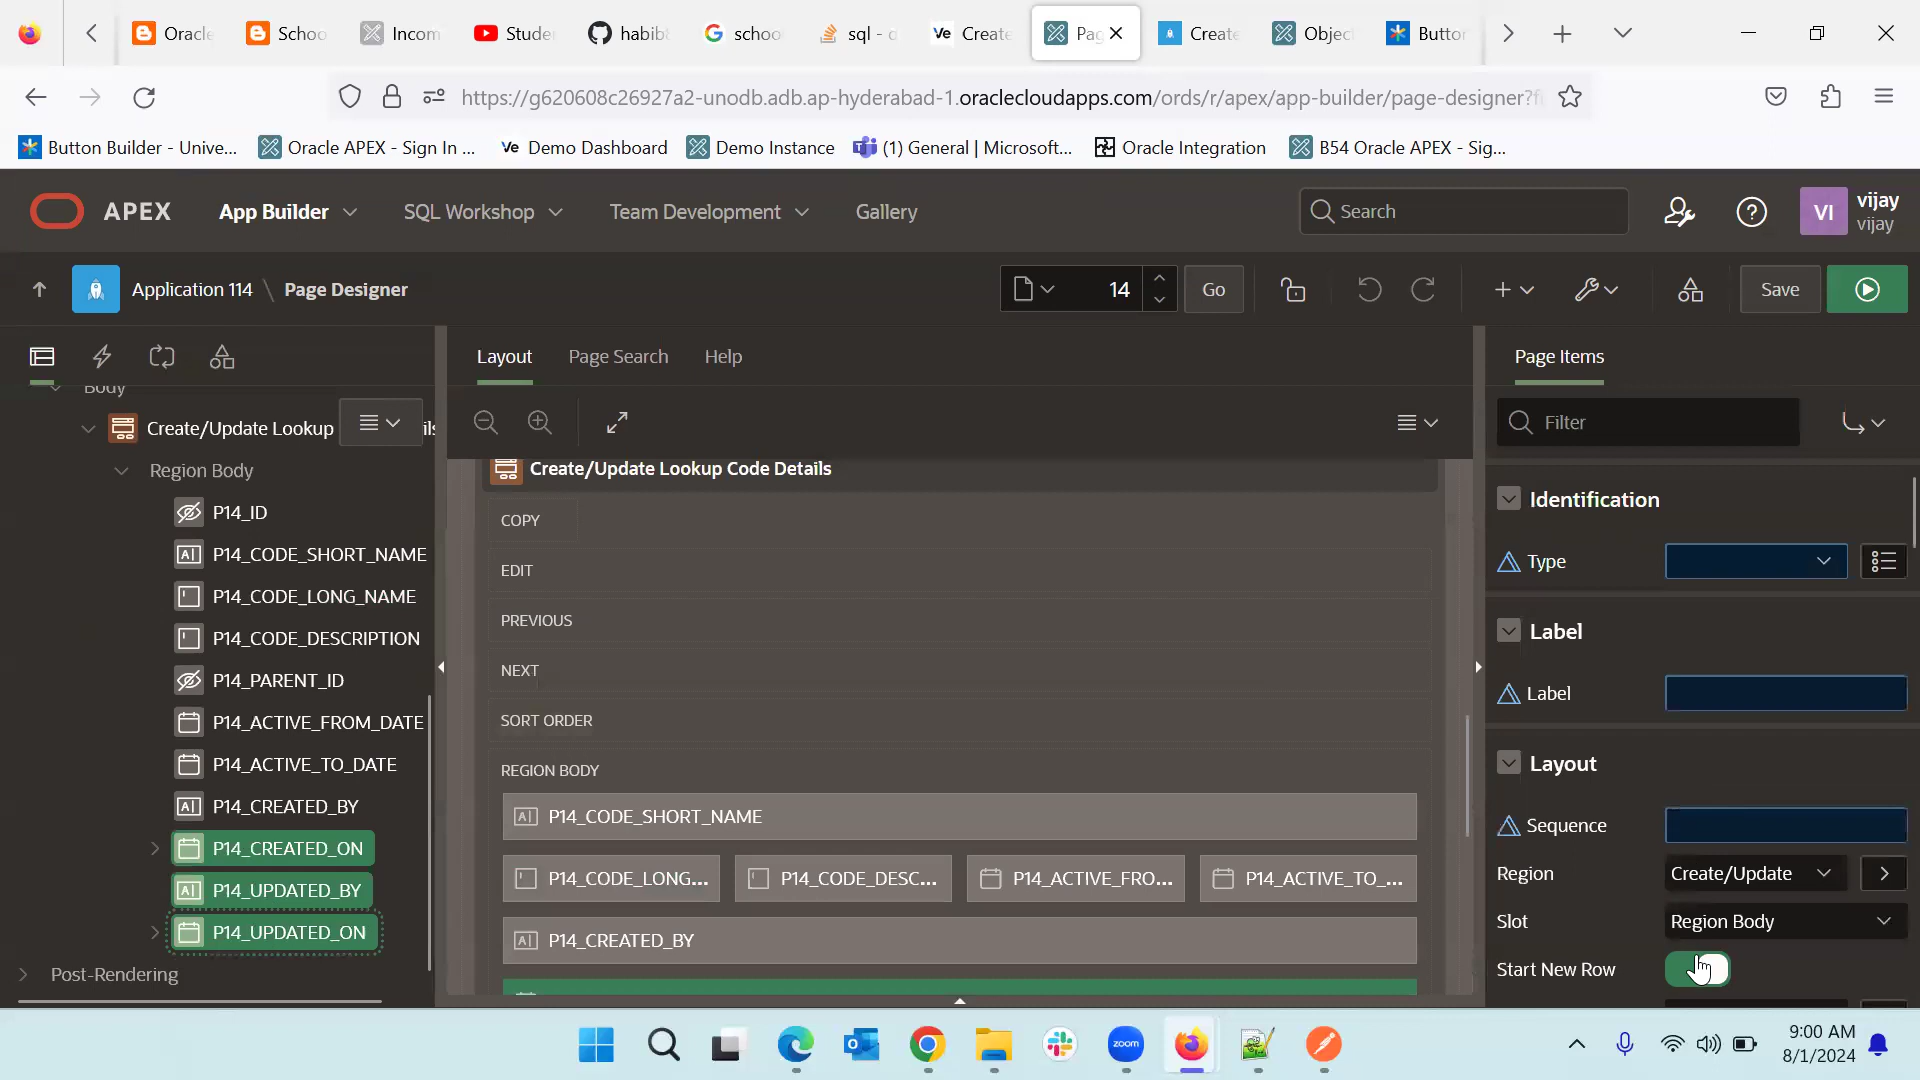 Oracle
Schoo
Incom
Stude
habib
schoo
sql - d
Create
Pag
Create
Objec
Butto
https://g620608c26927a2-unodb.adb.ap-hyderabad-1.oraclecloudapps.com/ords/r/apex/app-builder/page-designer?f
Button Builder - Unive...
Oracle APEX - Sign In ...
Demo Dashboard
Demo Instance
(1) General | Microsoft...
Oracle Integration
B54 Oracle APEX - Sig...
APEX
App Builder
SQL Workshop
Team Development
Gallery
Search
VI
vijay
vijay
Application 114 \ Page Designer
14
Go
Save
Layout
Page Search
Help
Page Items
Body
Create/Update Lookup
Filter
Create/Update Lookup Code Details
Region Body
P14_ID
P14_CODE_SHORT_NAME
P14_CODE_LONG_NAME
P14_CODE_DESCRIPTION
P14_PARENT_ID
P14_ACTIVE_FROM_DATE
P14_ACTIVE_TO_DATE
P14_CREATED_BY
P14_CREATED_ON
P14_UPDATED_BY
P14_UPDATED_ON
Post-Rendering
COPY
EDIT
PREVIOUS
NEXT
SORT ORDER
REGION BODY
P14_CODE_SHORT_NAME
P14_CODE_LONG...
P14_CODE_DESC...
P14_ACTIVE_FRO...
P14_ACTIVE_TO_...
P14_CREATED_BY
Identification
Type
Label
Label
Layout
Sequence
Region
Create/Update
Slot
Region Body
Start New Row
zoom
9:00 AM
8/1/2024